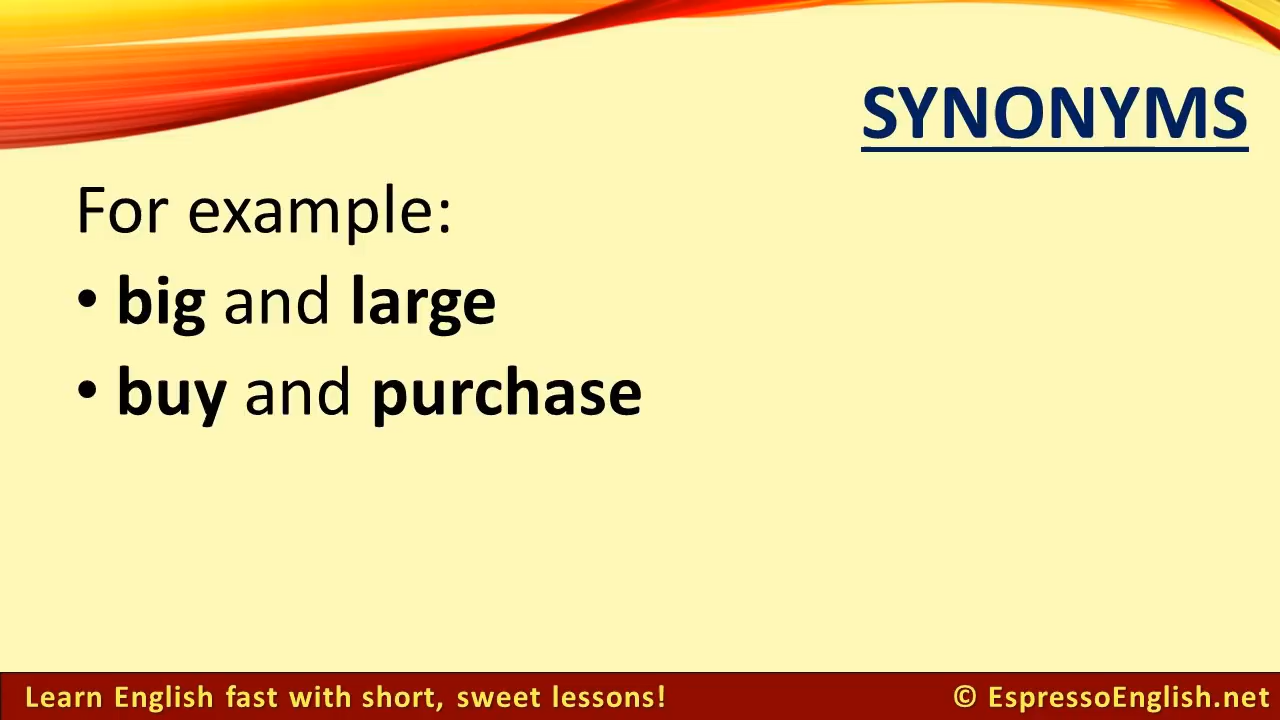 SYNONYMS
For example:
• big and large
• buy and purchase
Learn English fast with short, sweet lessons!
© EspressoEnglish.net